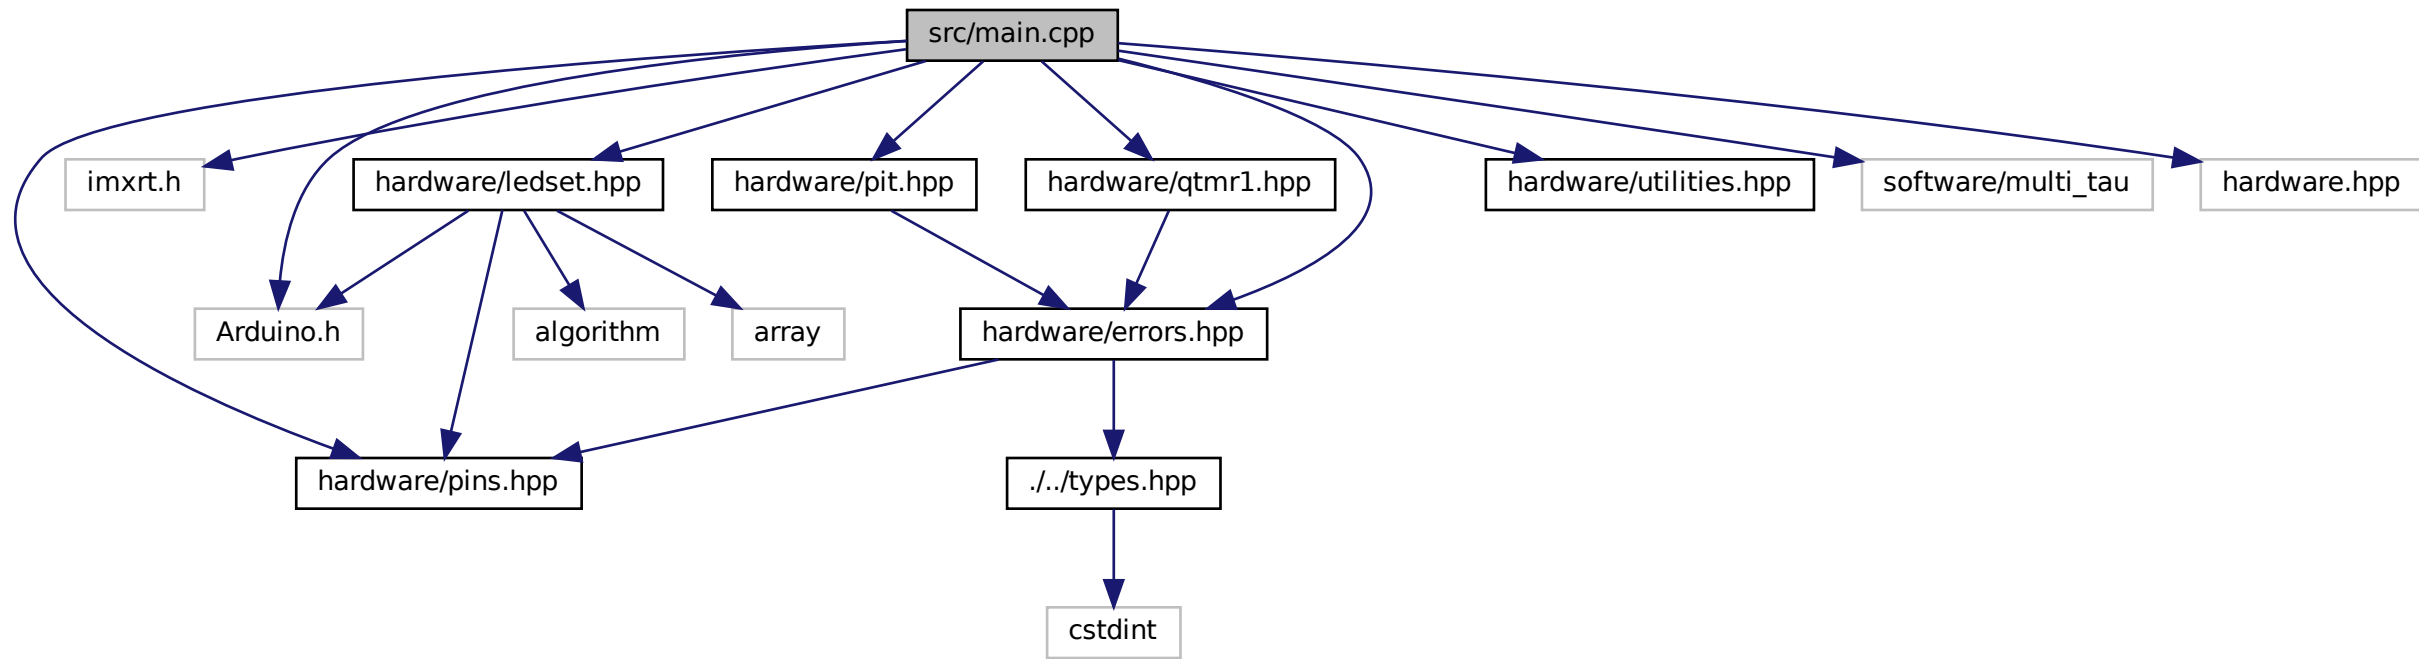 src/main.cpp
imxrt.h
hardware/ledset.hpp
hardware/pit.hpp
hardware/qtmr1.hpp
hardware/utilities.hpp
software/multi_tau
hardware.hpp
Arduino.h
algorithm
array
hardware/errors.hpp
hardware/pins.hpp
./../types.hpp
cstdint